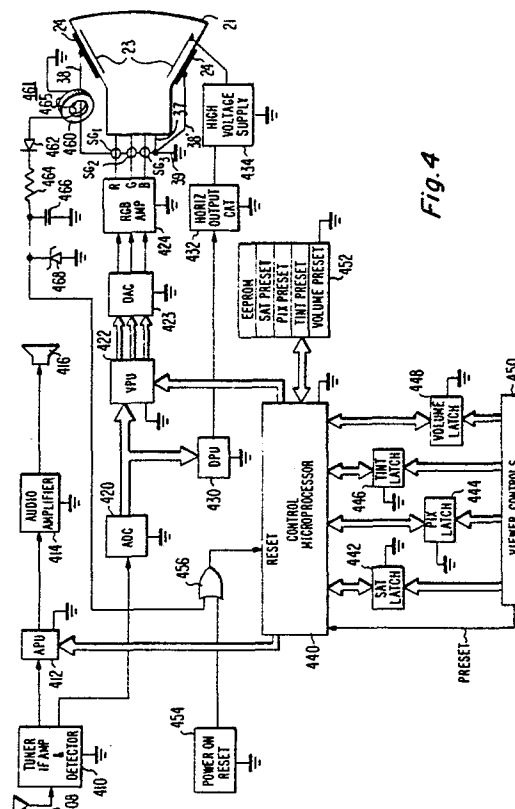 21
24
23
24'
38'
461
465
460
462
464
466
468
SG1
SG2
SG3
R
G
B
37
38'
39
RGB AMP
424
HIGH VOLTAGE SUPPLY
434
HORIZ OUTPUT CAT
432
DAC
423
422
VPU
DPU
430
ADC
420
416
AUDIO AMPLIFIER
414
APU
412
TUNER IF AMP & DETECTOR
410
08
456
POWER ON RESET
454
RESET
CONTROL MICROPROCESSOR
440
EEPROM
SAT PRESET
PIX PRESET
TINT PRESET
VOLUME PRESET
452
SAT LATCH
442
PIX LATCH
444
TINT LATCH
446
VOLUME LATCH
448
PRESET
VIEWER CONTROLS
450
Fig. 4